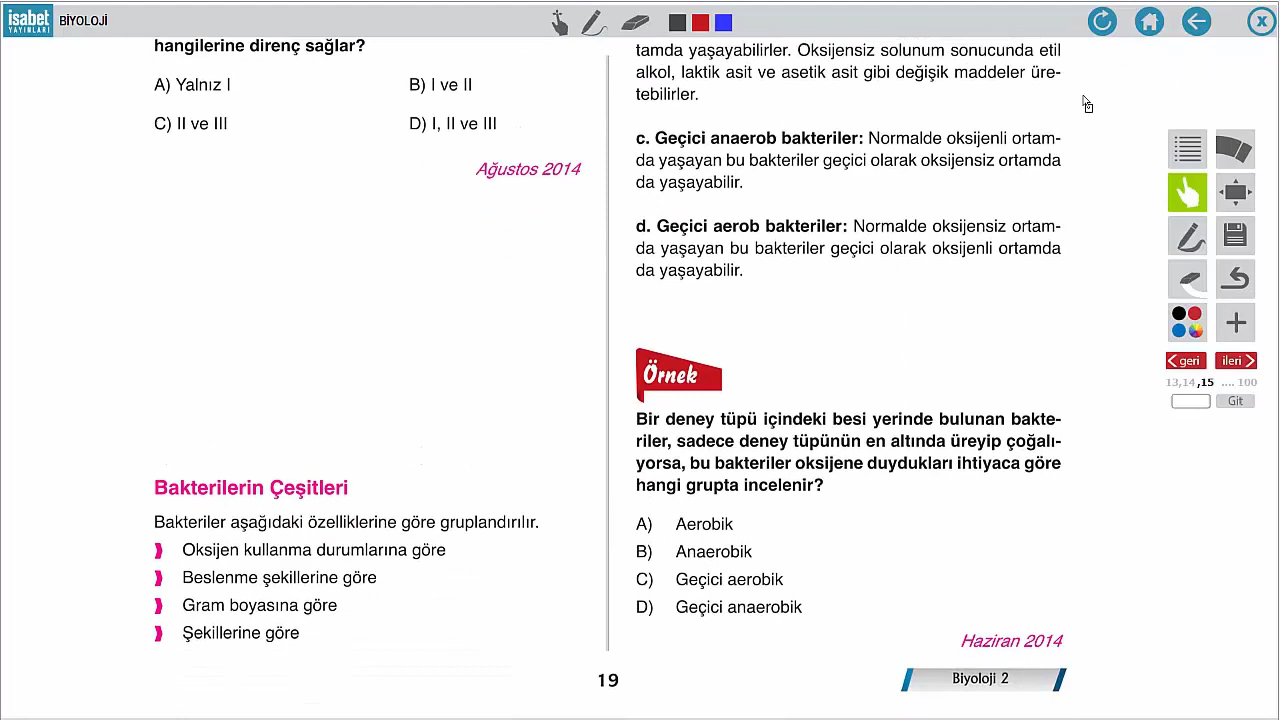 isabet
YAYINLARI
BİYOLOJİ
hangilerine direnç sağlar?
A) Yalnız I
B) I ve II
C) II ve III
D) I, II ve III
Ağustos 2014
Bakterilerin Çeşitleri
Bakteriler aşağıdaki özelliklerine göre gruplandırılır.
Oksijen kullanma durumlarına göre
Beslenme şekillerine göre
Gram boyasına göre
Şekillerine göre
tamda yaşayabilirler. Oksijensiz solunum sonucunda etil
alkol, laktik asit ve asetik asit gibi değişik maddeler üre-
tebilirler.
c. Geçici anaerob bakteriler: Normalde oksijenli ortam-
da yaşayan bu bakteriler geçici olarak oksijensiz ortamda
da yaşayabilir.
d. Geçici aerob bakteriler: Normalde oksijensiz ortam-
da yaşayan bu bakteriler geçici olarak oksijenli ortamda
da yaşayabilir.
Örnek
Bir deney tüpü içindeki besi yerinde bulunan bakte-
riler, sadece deney tüpünün en altında üreyip çoğalı-
yorsa, bu bakteriler oksijene duydukları ihtiyaca göre
hangi grupta incelenir?
A) Aerobik
B) Anaerobik
C) Geçici aerobik
D) Geçici anaerobik
Haziran 2014
19
Biyoloji 2
geri
ileri
13,14,15 .... 100
Git